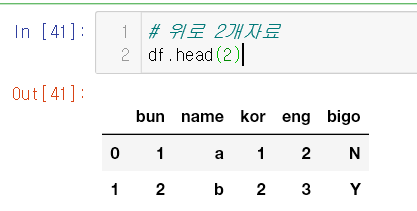 In [41]:
1 # 위로 2개자료
2 df.head(2)
Out[41]:
bun name kor eng bigo
0 1 a 1 2 N
1 2 b 2 3 Y